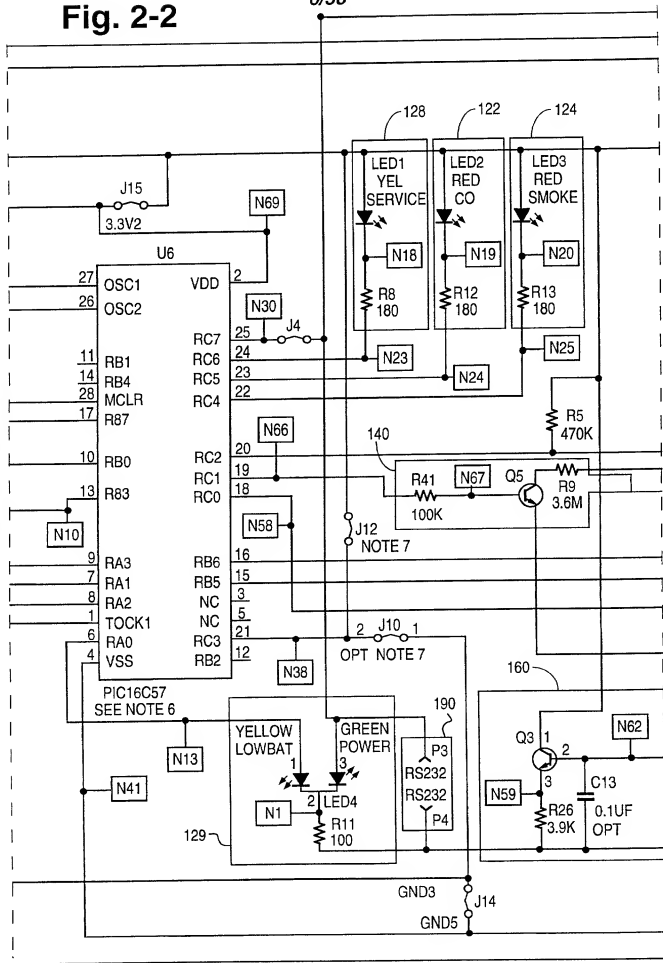 Fig. 2-2
128
122
124
LED1
YEL
SERVICE
LED2
RED
CO
LED3
RED
SMOKE
J15
3.3V2
N69
N18
N19
N20
R8
180
R12
180
R13
180
U6
27 OSC1
VDD 2
26 OSC2
N30
J4
RC7 25
11 RB1
RC6 24
N23
N25
14 RB4
RC5 23
N24
28 MCLR
RC4 22
17 R87
R5
470K
N66
140
10 RB0
RC2 20
RC1 19
R41
100K
N67
Q5
R9
3.6M
13 R83
RC0 18
N10
N58
J12
NOTE 7
9 RA3
RB6 16
7 RA1
RB5 15
8 RA2
NC 3
1 TOCK1
NC 5
6 RA0
RC3 21
2 J10 1
OPT NOTE 7
4 VSS
RB2 12
N38
160
PIC16C57
SEE NOTE 6
190
YELLOW
LOWBAT
GREEN
POWER
N13
1
3
P3
RS232
RS232
P4
Q3
1
2
3
N62
N41
LED4
2
N1
N59
C13
0.1UF
OPT
R26
3.9K
129
R11
100
GND3
J14
GND5